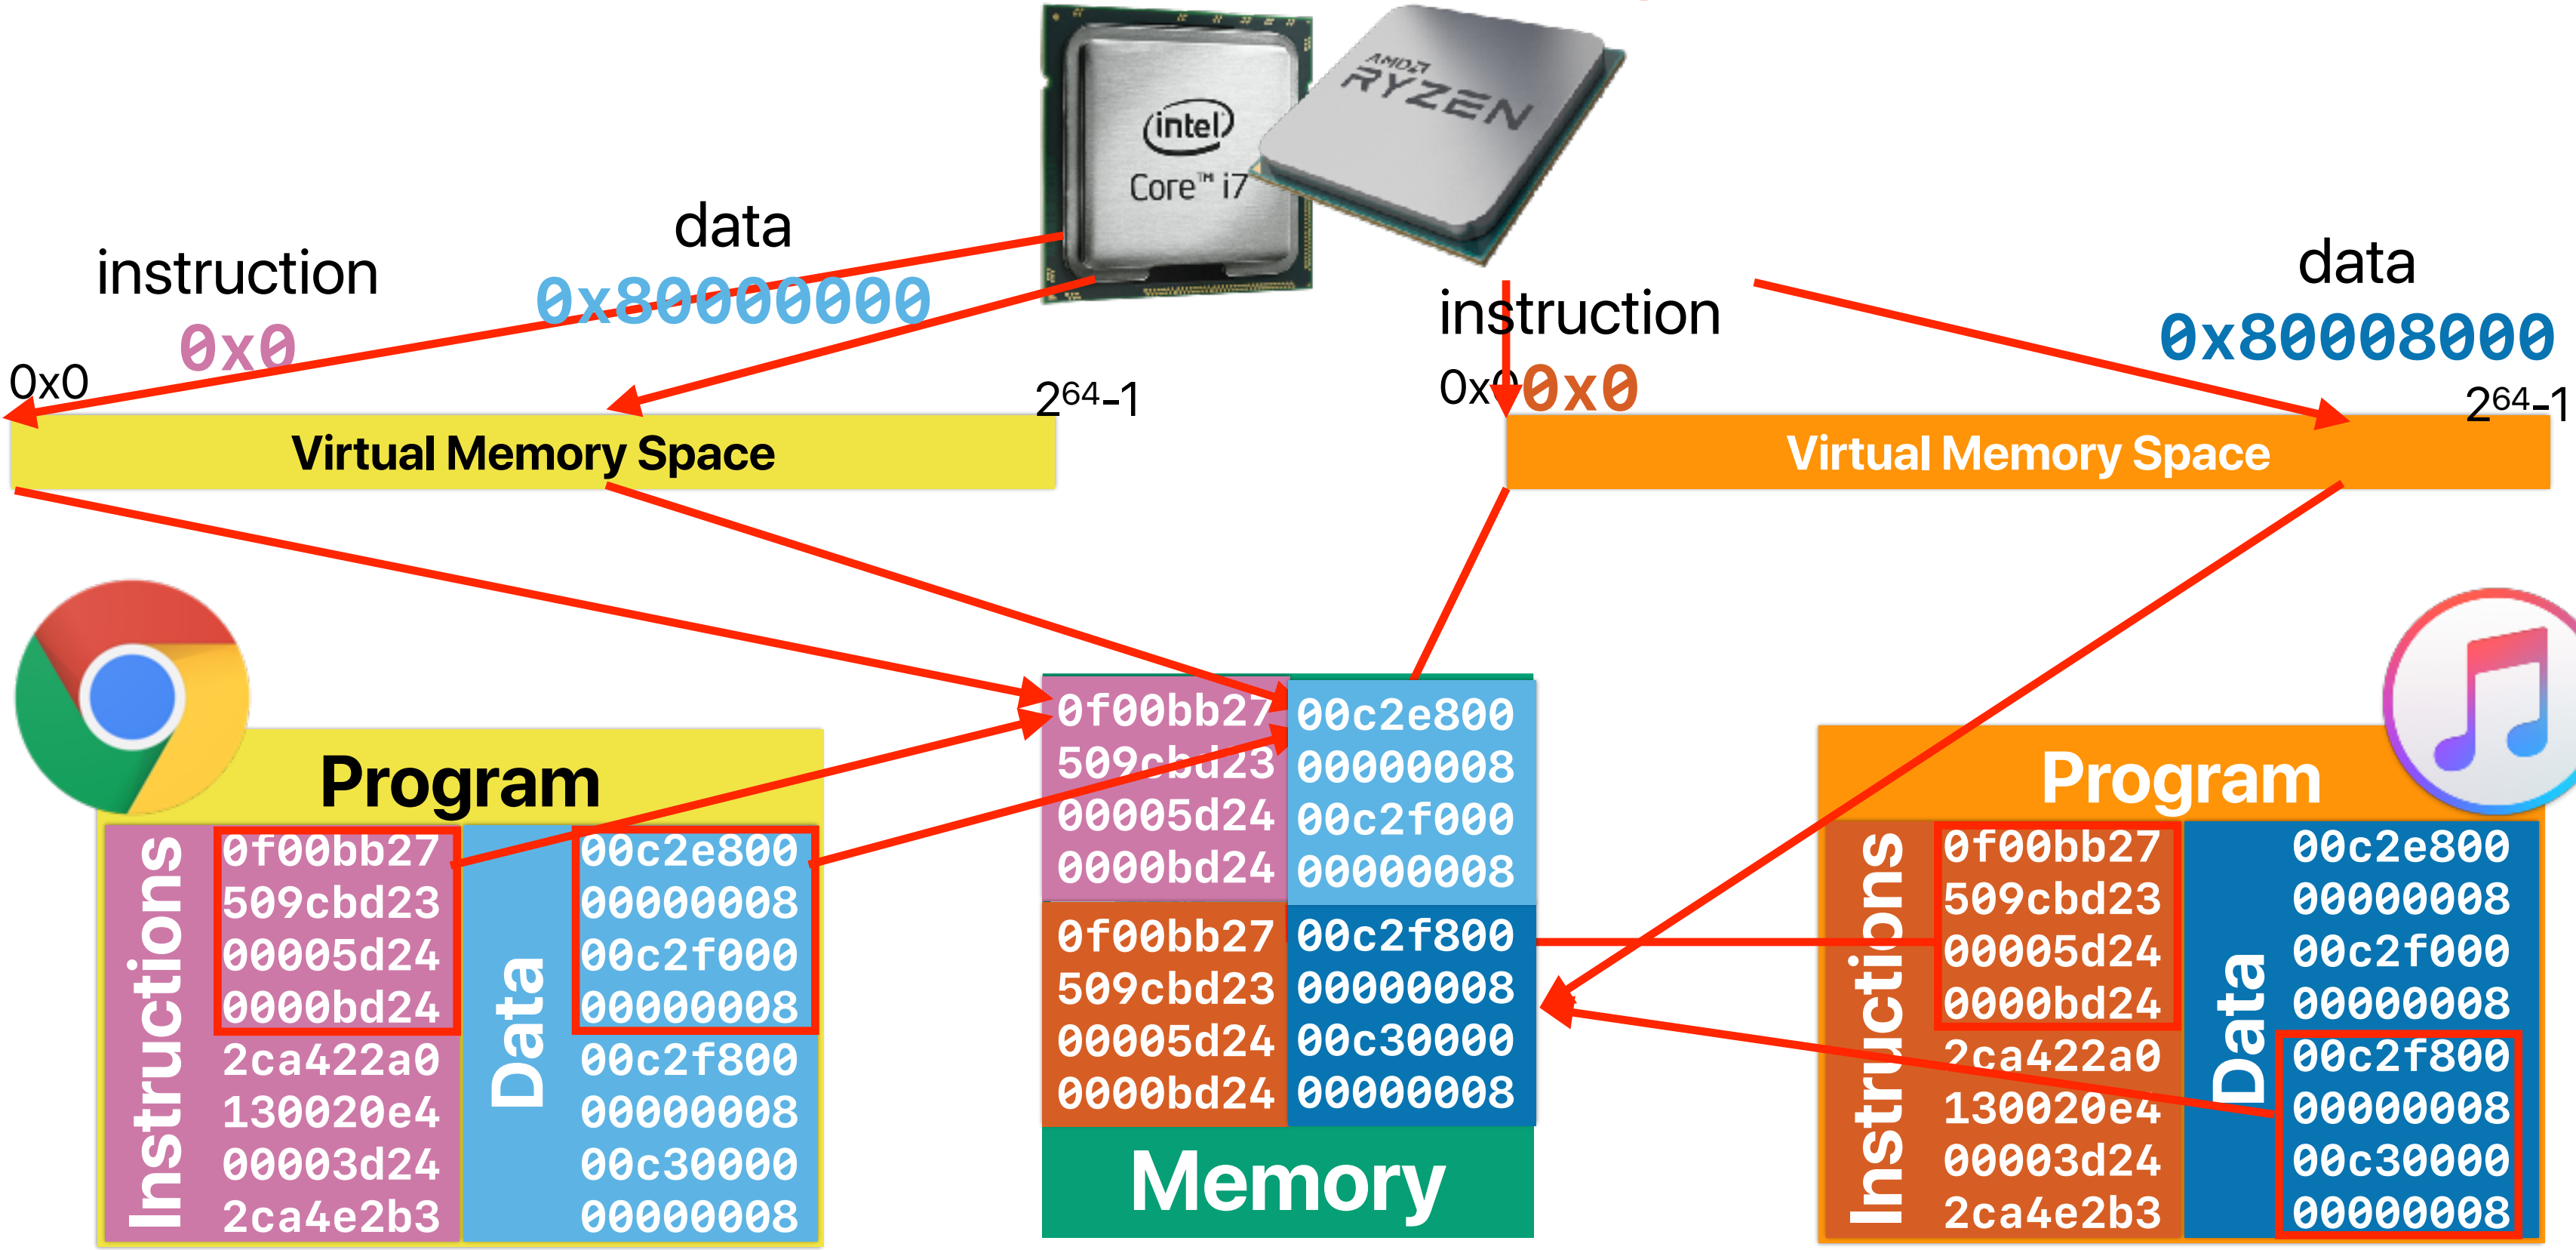 intel
Core™ i7
AMD
RYZEN
instruction
0x0
data
0x80000000
0x0
2⁶⁴-1
Virtual Memory Space
instruction
0x0
0x0
data
0x80008000
2⁶⁴-1
Virtual Memory Space
Program
Instructions
0f00bb27
509cbd23
00005d24
0000bd24
2ca422a0
130020e4
00003d24
2ca4e2b3
Data
00c2e800
00000008
00c2f000
00000008
00c2f800
00000008
00c30000
00000008
0f00bb27 00c2e800
509cbd23 00000008
00005d24 00c2f000
0000bd24 00000008
0f00bb27 00c2f800
509cbd23 00000008
00005d24 00c30000
0000bd24 00000008
Memory
Program
Instructions
0f00bb27
509cbd23
00005d24
0000bd24
2ca422a0
130020e4
00003d24
2ca4e2b3
Data
00c2e800
00000008
00c2f000
00000008
00c2f800
00000008
00c30000
00000008